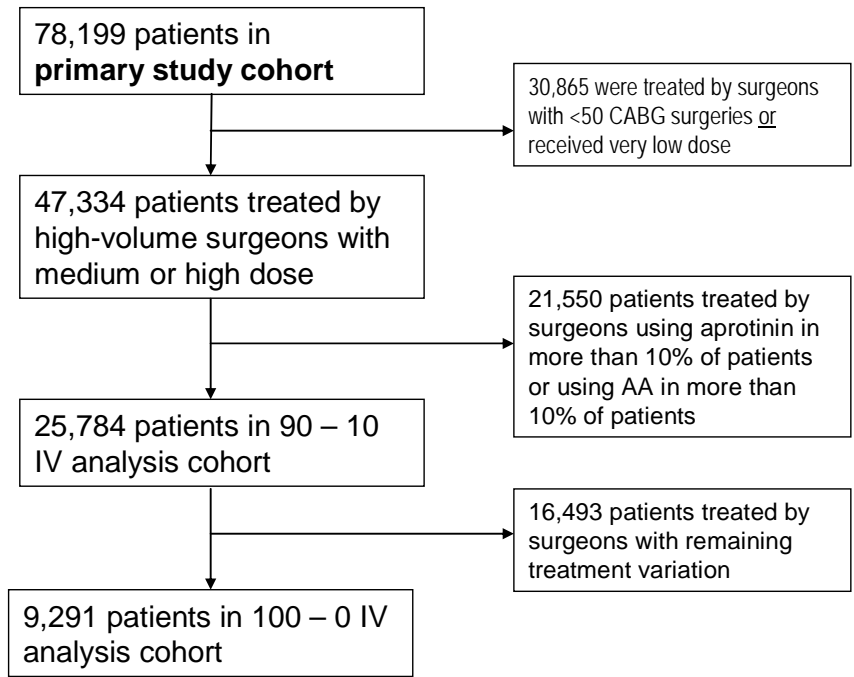 78,199 patients in
primary study cohort
30,865 were treated by surgeons
with <50 CABG surgeries or
received very low dose
47,334 patients treated by
high-volume surgeons with
medium or high dose
21,550 patients treated by
surgeons using aprotinin in
more than 10% of patients
or using AA in more than
10% of patients
25,784 patients in 90 – 10
IV analysis cohort
16,493 patients treated by
surgeons with remaining
treatment variation
9,291 patients in 100 – 0 IV
analysis cohort